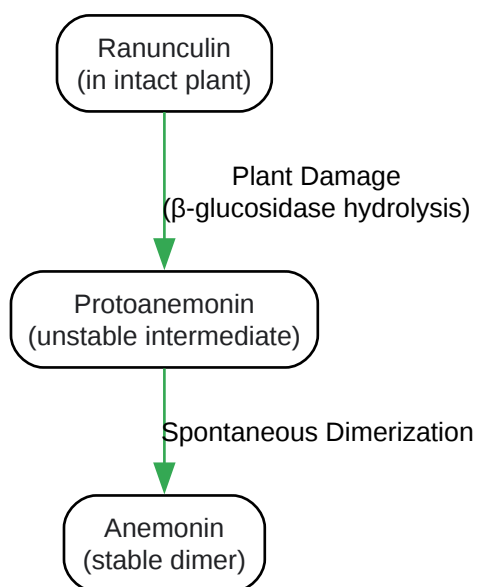 Ranunculin
(in intact plant)
Plant Damage
(β-glucosidase hydrolysis)
Protoanemonin
(unstable intermediate)
Spontaneous Dimerization
Anemonin
(stable dimer)